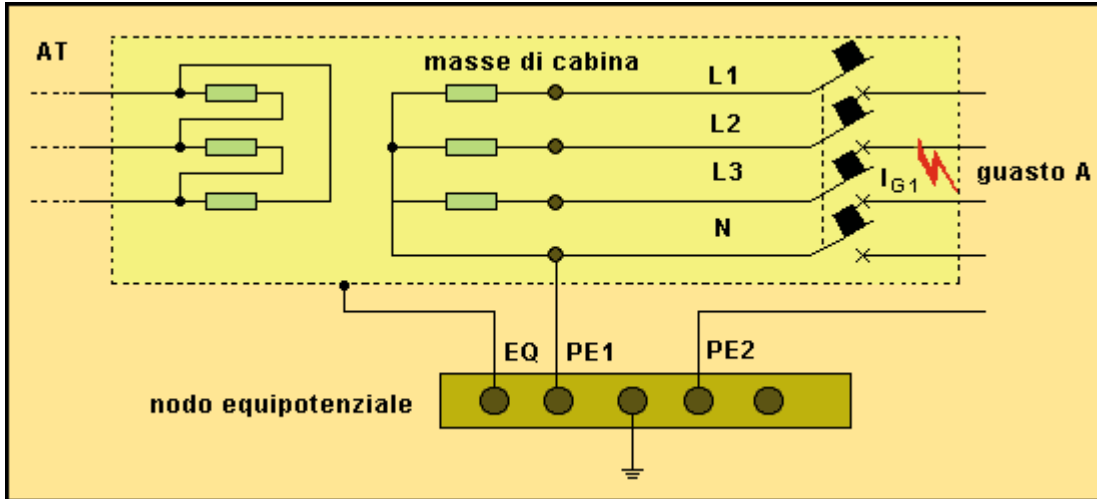 AT
masse di cabina
L1
L2
L3
N
IG1
guasto A
EQ
PE1
PE2
nodo equipotenziale